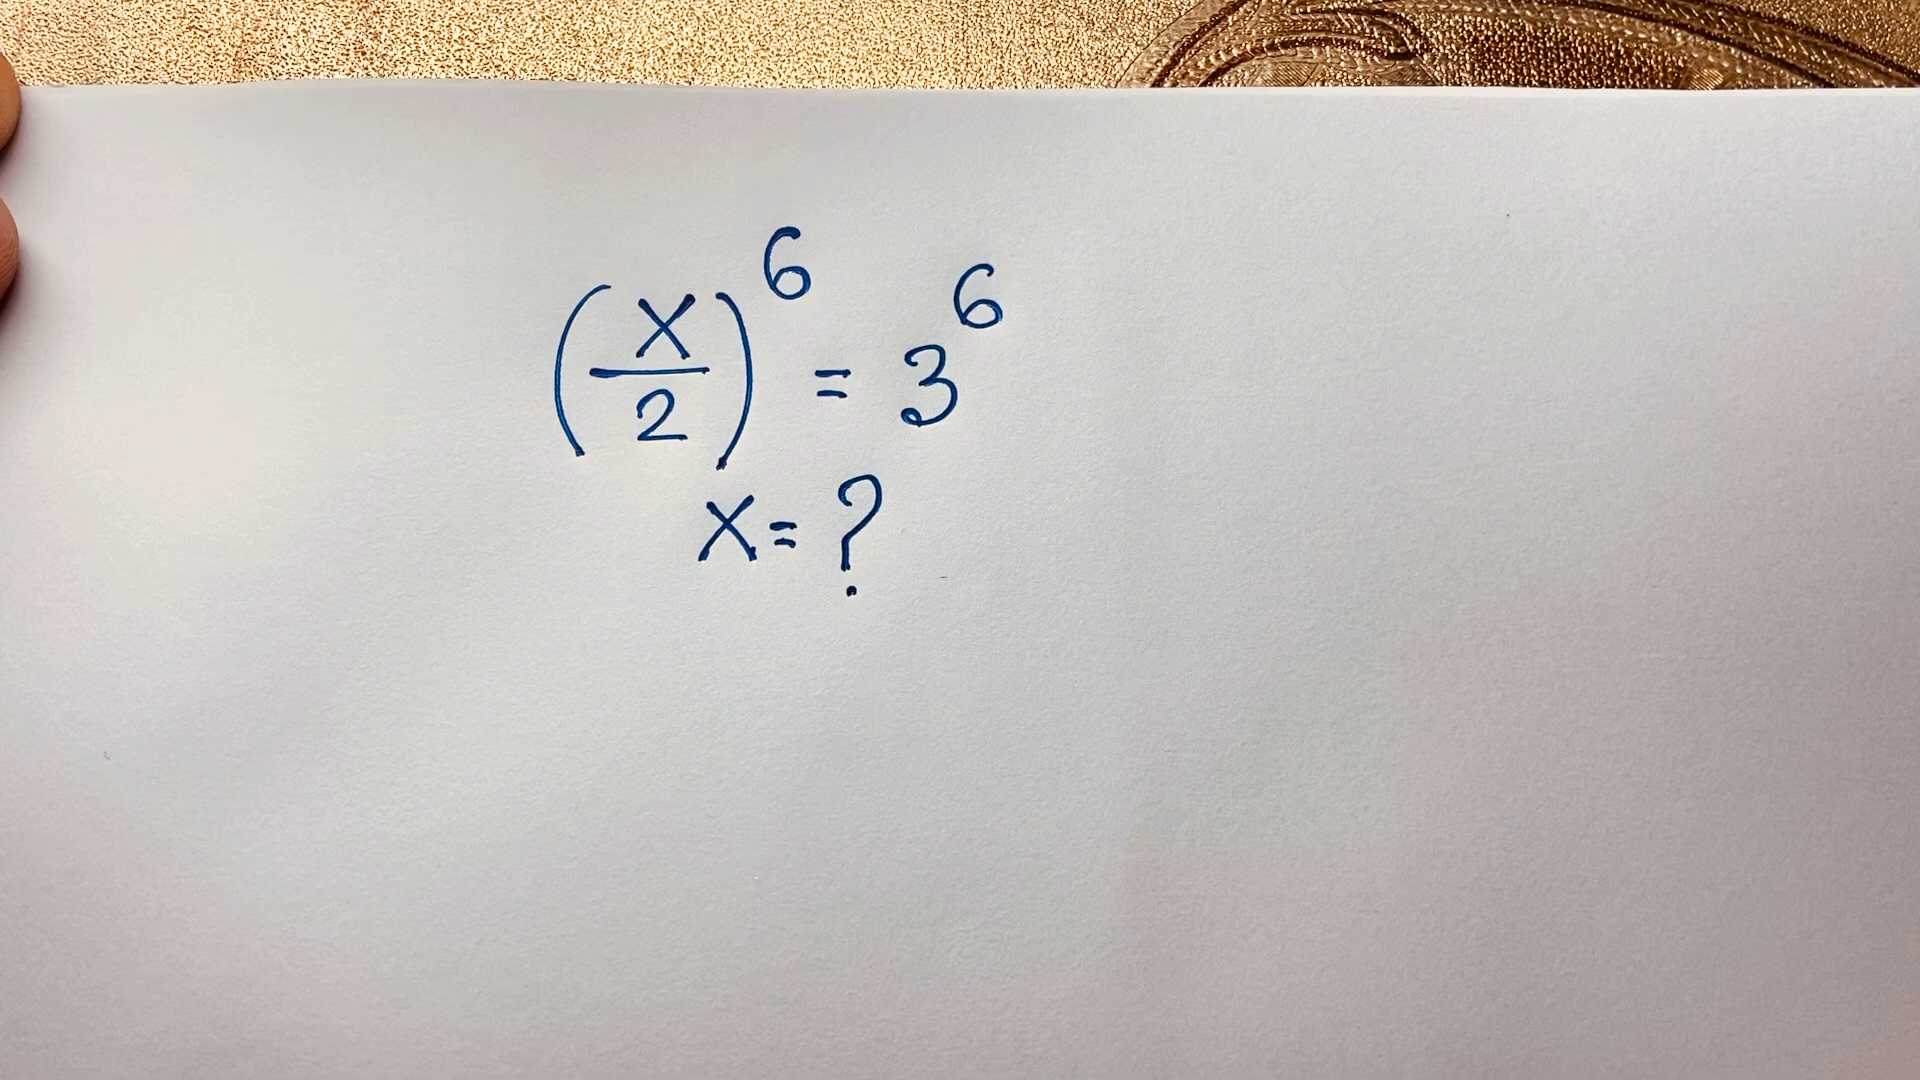 (x/2)^6 = 3^6
x = ?